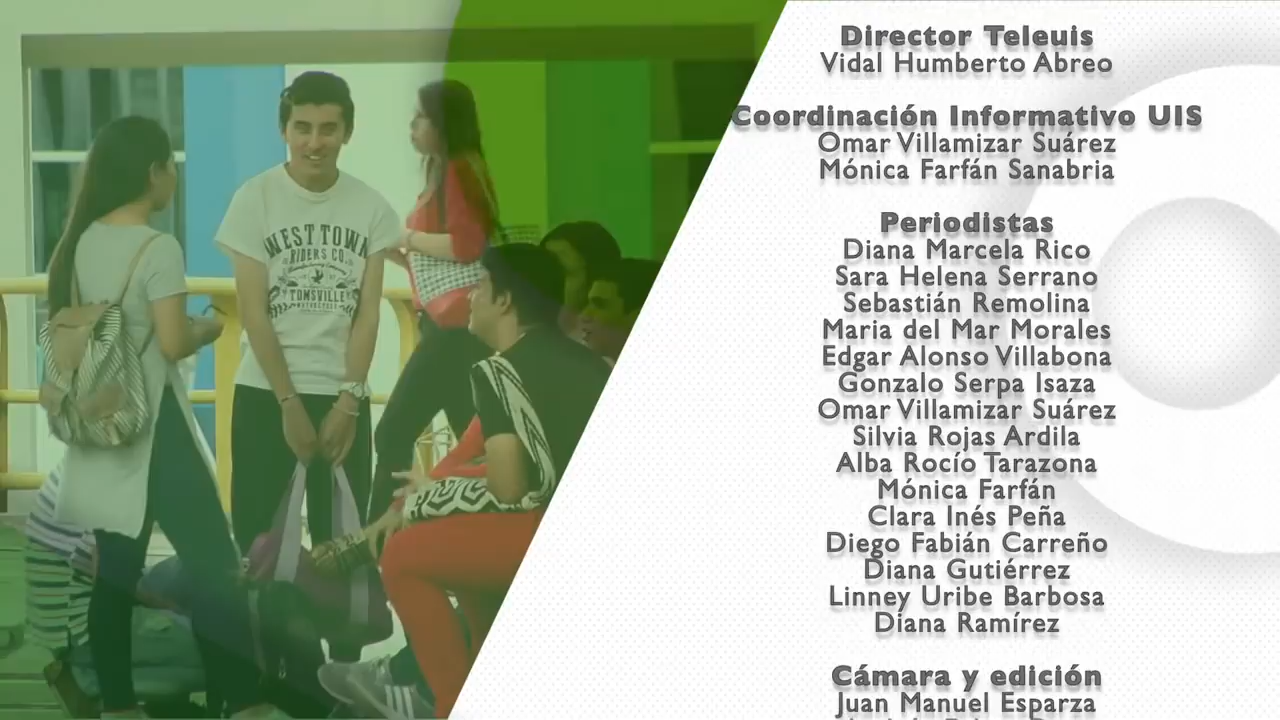 WEST TOWN
RIDERS CO.
TOMSVILLE
Director Teleuis
Vidal Humberto Abreo
Coordinación Informativo UIS
Omar Villamizar Suárez
Mónica Farfán Sanabria
Periodistas
Diana Marcela Rico
Sara Helena Serrano
Sebastián Remolina
Maria del Mar Morales
Edgar Alonso Villabona
Gonzalo Serpa Isaza
Omar Villamizar Suárez
Silvia Rojas Ardila
Alba Rocío Tarazona
Mónica Farfán
Clara Inés Peña
Diego Fabián Carreño
Diana Gutiérrez
Linney Uribe Barbosa
Diana Ramírez
Cámara y edición
Juan Manuel Esparza